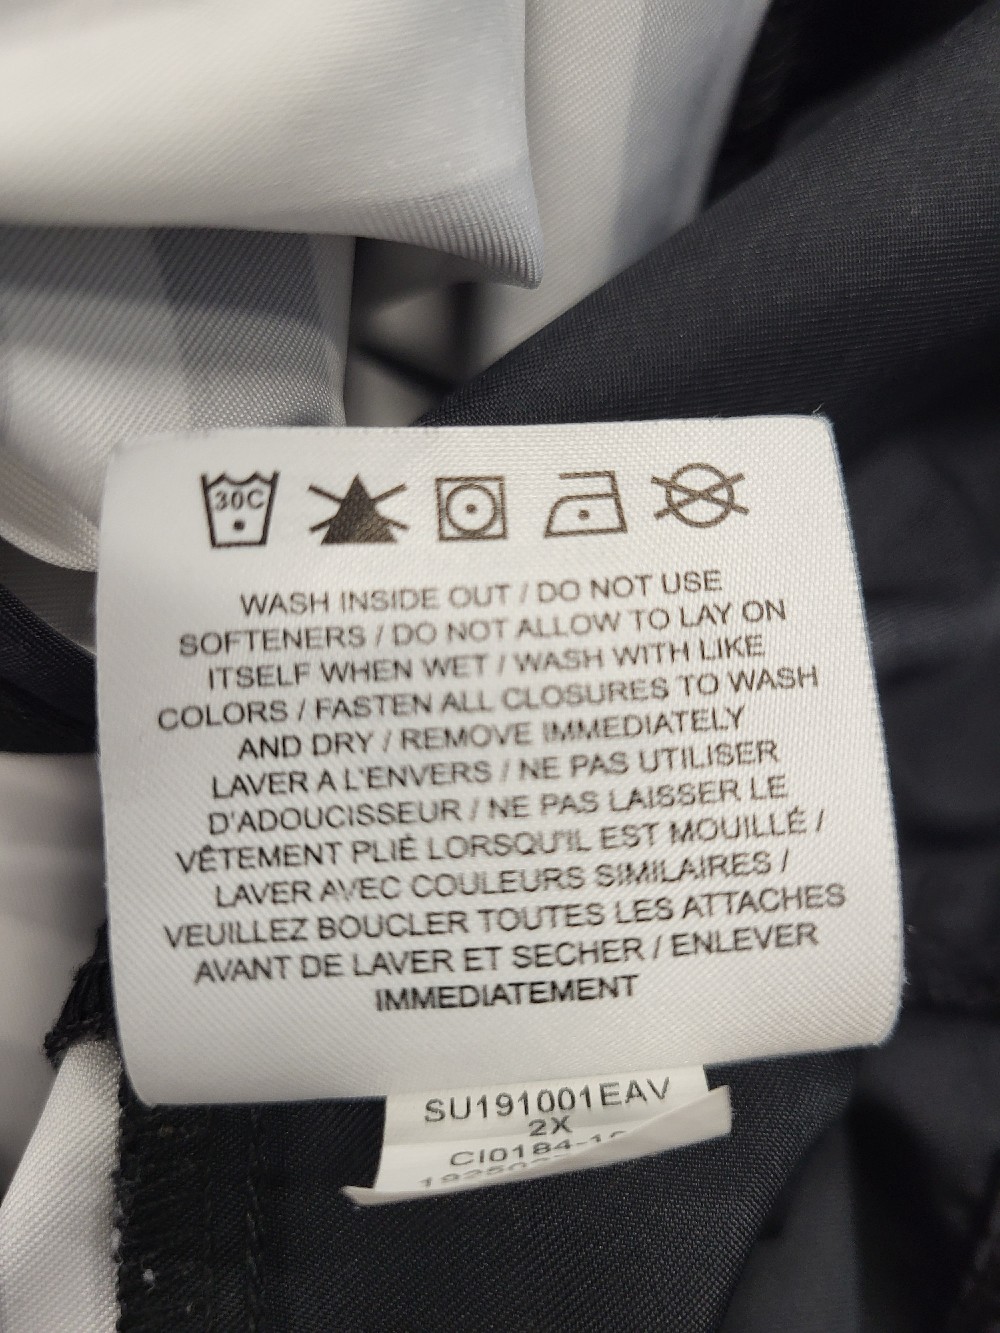 30C
WASH INSIDE OUT / DO NOT USE
SOFTENERS / DO NOT ALLOW TO LAY ON
ITSELF WHEN WET / WASH WITH LIKE
COLORS / FASTEN ALL CLOSURES TO WASH
AND DRY / REMOVE IMMEDIATELY
LAVER A L'ENVERS / NE PAS UTILISER
D'ADOUCISSEUR / NE PAS LAISSER LE
VÊTEMENT PLIÉ LORSQU'IL EST MOUILLÉ /
LAVER AVEC COULEURS SIMILAIRES /
VEUILLEZ BOUCLER TOUTES LES ATTACHES
AVANT DE LAVER ET SECHER / ENLEVER
IMMEDIATEMENT
SU191001EAV
2X